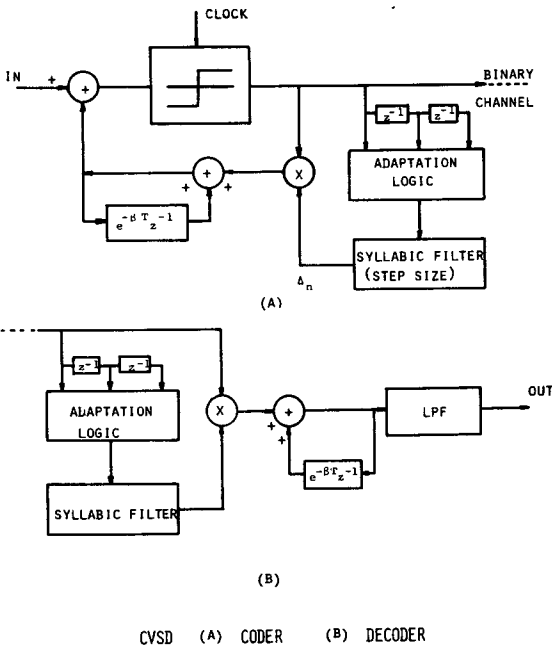 CLOCK
IN
+
+
BINARY
CHANNEL
z⁻¹
z⁻¹
ADAPTATION
LOGIC
+
+
+
X
e^-βT z⁻¹
SYLLABIC FILTER
(STEP SIZE)
Δn
(A)
z⁻¹
z⁻¹
ADAPTATION
LOGIC
X
+
+
+
LPF
OUT
e^-βT z⁻¹
SYLLABIC FILTER
(B)
CVSD (A) CODER (B) DECODER